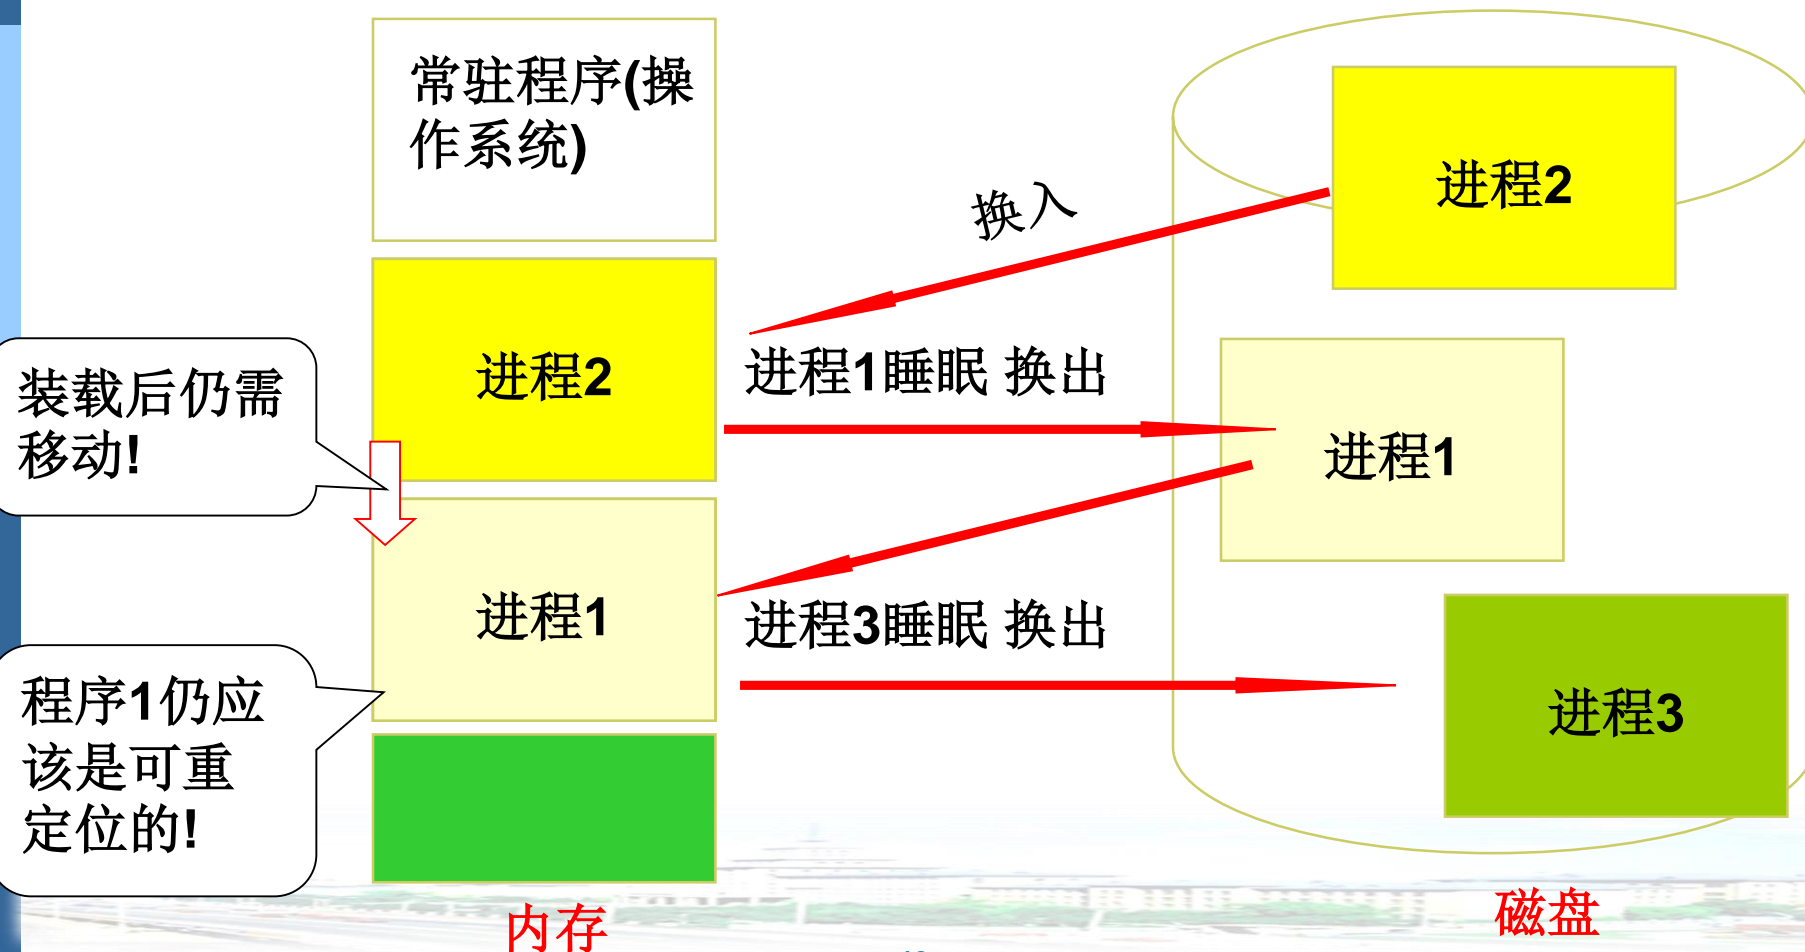 常驻程序(操
作系统)
进程2
换入
进程2
进程1睡眠 换出
装载后仍需
移动!
进程1
进程1
进程3睡眠 换出
程序1仍应
该是可重
定位的!
进程3
内存
磁盘